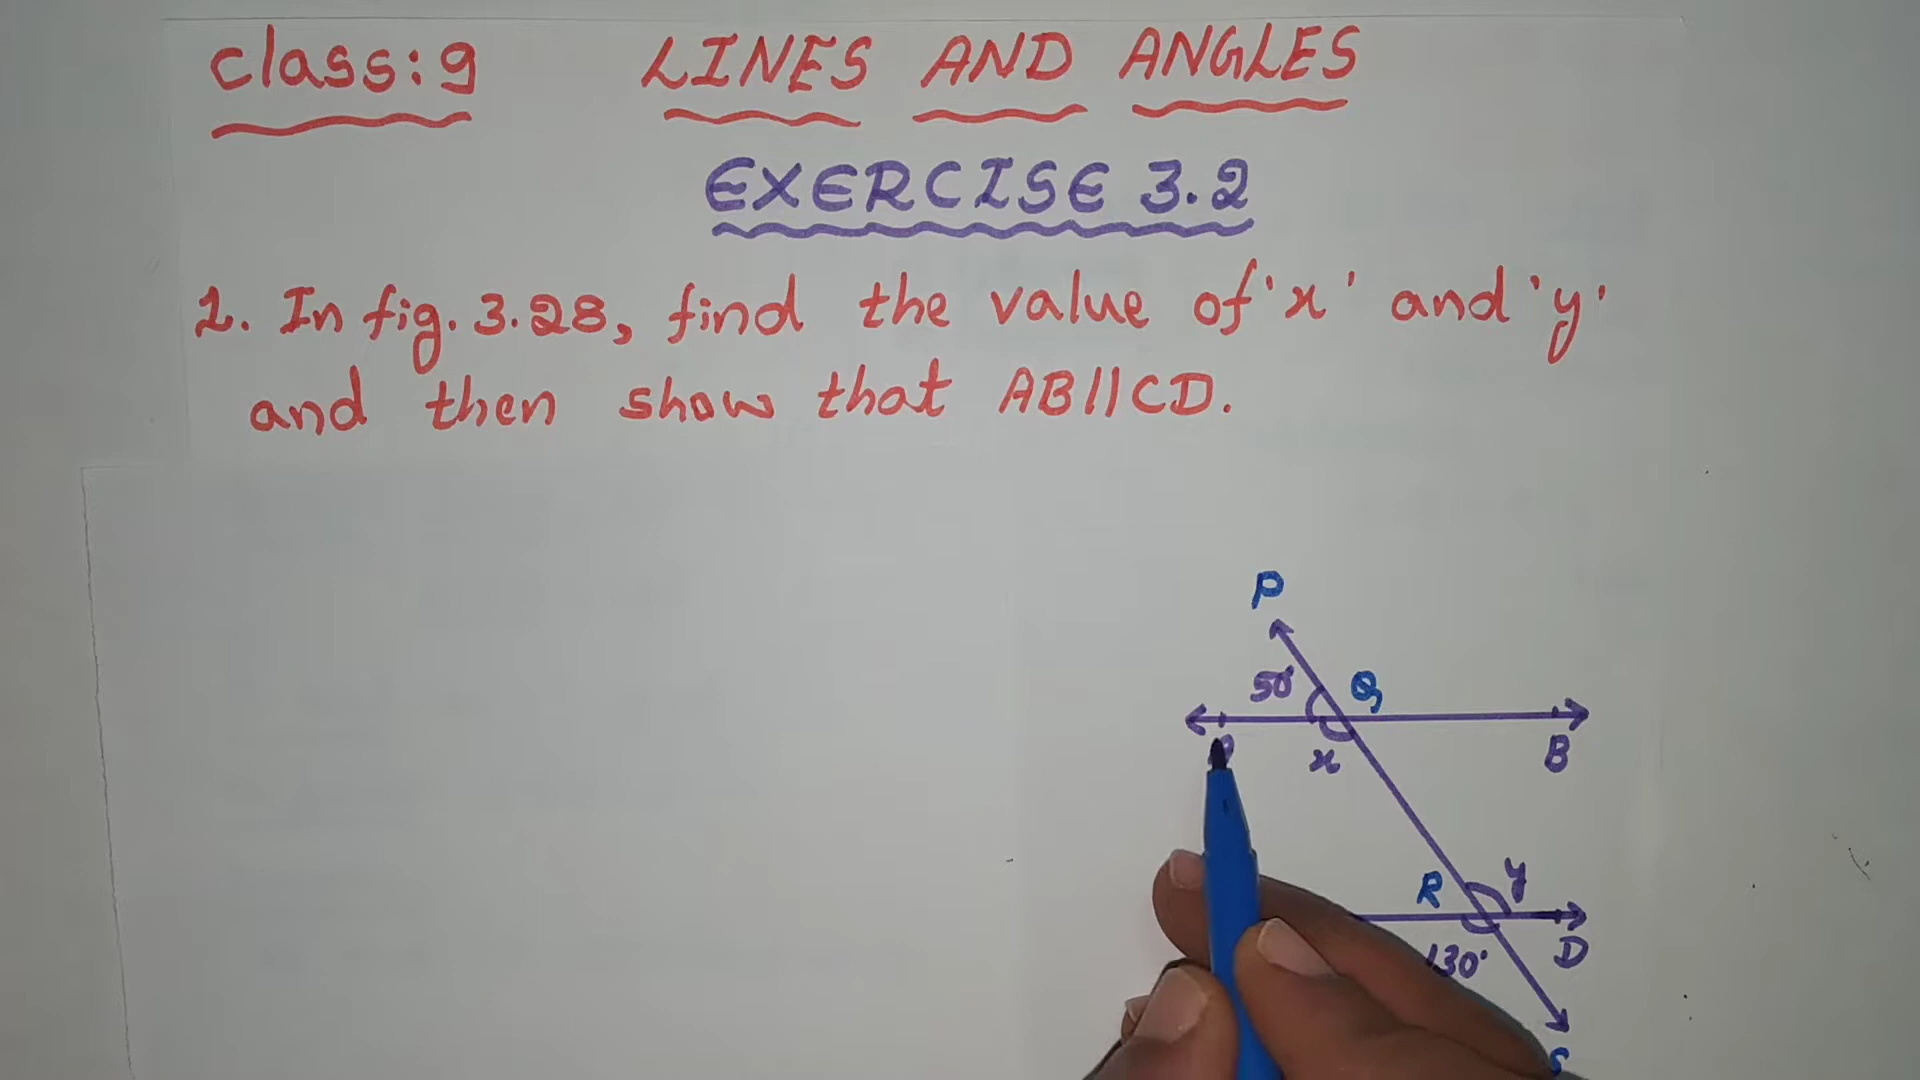 class: 9 LINES AND ANGLES
EXERCISE 3.2
1. In fig. 3.28, find the value of 'x' and 'y'
and then show that AB||CD.
P
50° Q
B
x
R y
130° D
S